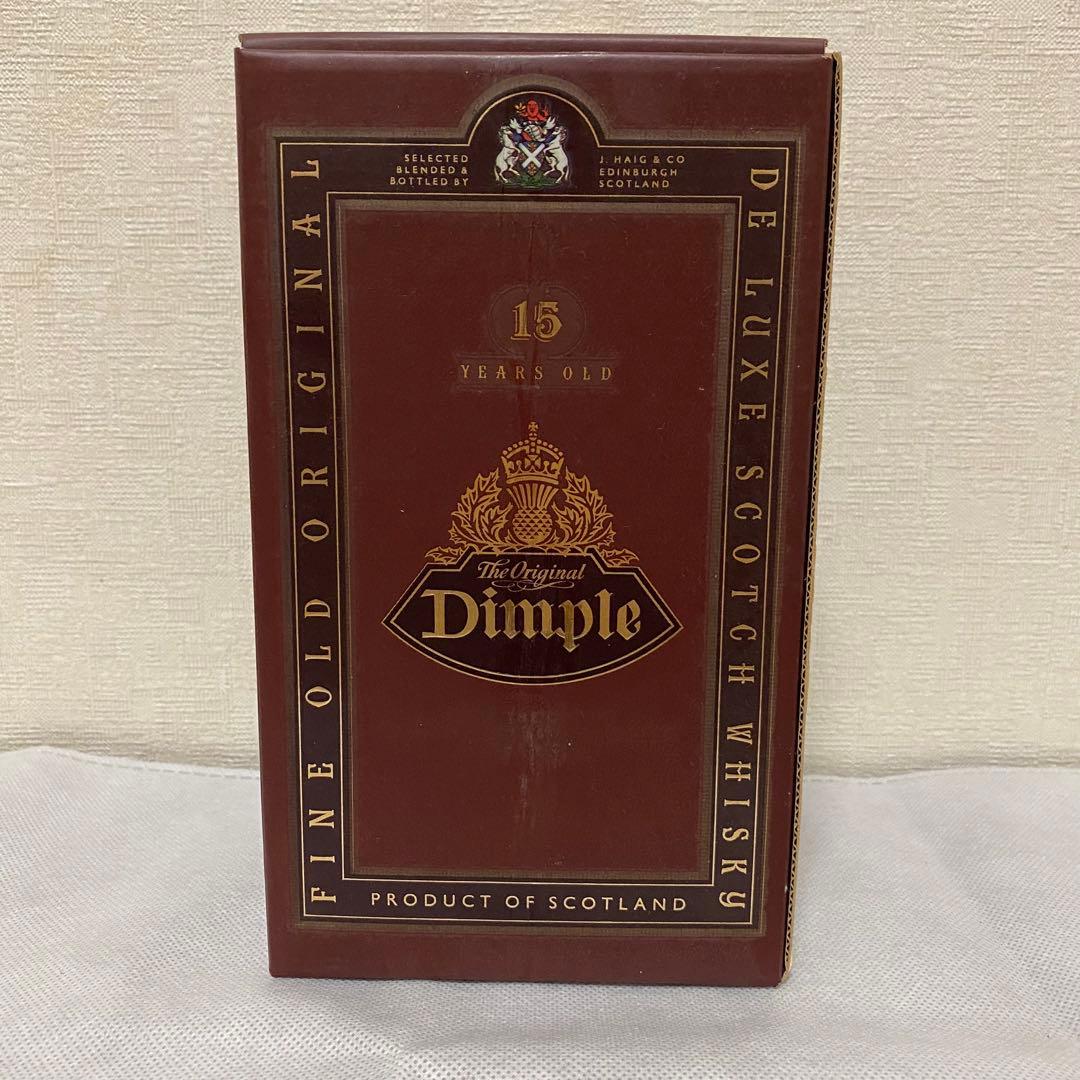 SELECTED
BLENDED &
BOTTLED BY
J. HAIG & CO
EDINBURGH
SCOTLAND
FINE OLD ORIGINAL
DE LUXE SCOTCH WHISKY
15
YEARS OLD
The Original
Dimple
PRODUCT OF SCOTLAND